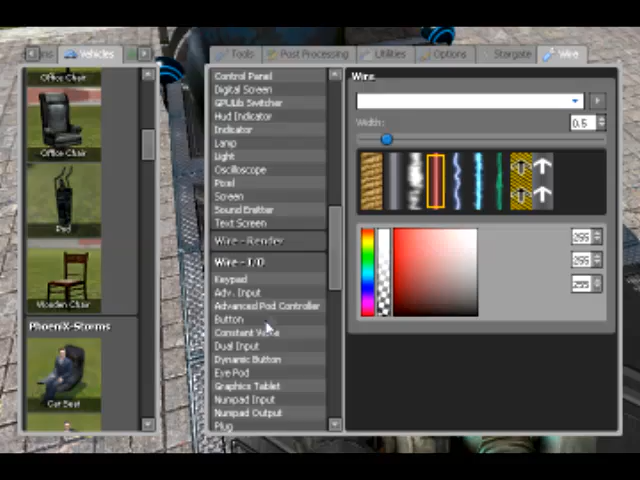 Vehicles
Tools
Post Processing
Utilities
Options
Stargate
Wire
Office Chair
Office Chair
Pod
Wooden Chair
PhoeniX-Storms
Car Seat
Control Panel
Digital Screen
GPULib Switcher
Hud Indicator
Indicator
Lamp
Light
Oscilloscope
Pixel
Screen
Sound Emitter
Text Screen
Wire - Render
Wire - I/O
Keypad
Adv. Input
Advanced Pod Controller
Button
Constant Value
Dual Input
Dynamic Button
Eye Pod
Graphics Tablet
Numpad Input
Numpad Output
Plug
Wire
Width:
0.5
255
255
255